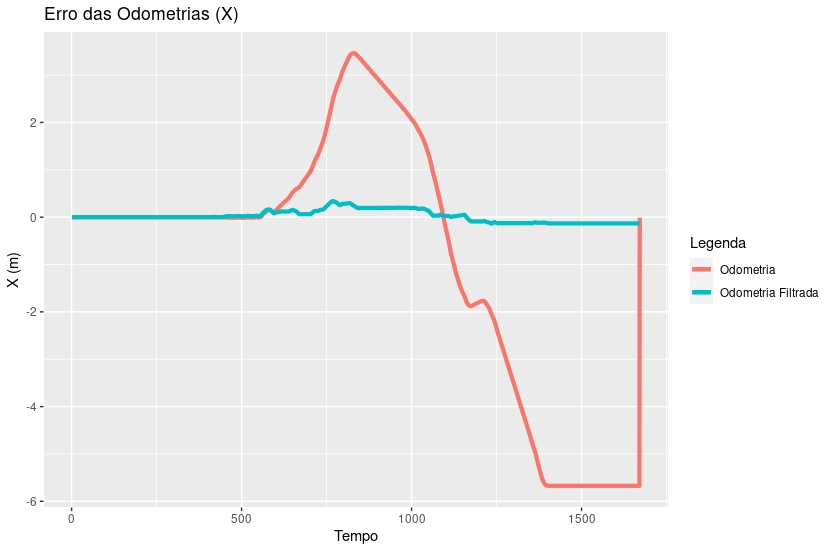 Erro das Odometrias (X)
X (m)
2
0
-2
-4
-6
0 500 1000 1500
Tempo
Legenda
Odometria
Odometria Filtrada